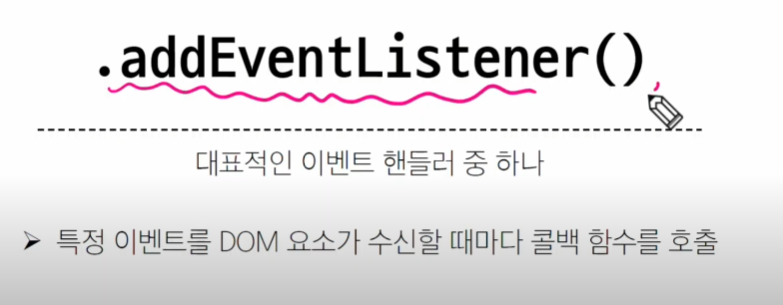 .addEventListener()
대표적인 이벤트 핸들러 중 하나
➢ 특정 이벤트를 DOM 요소가 수신할 때마다 콜백 함수를 호출